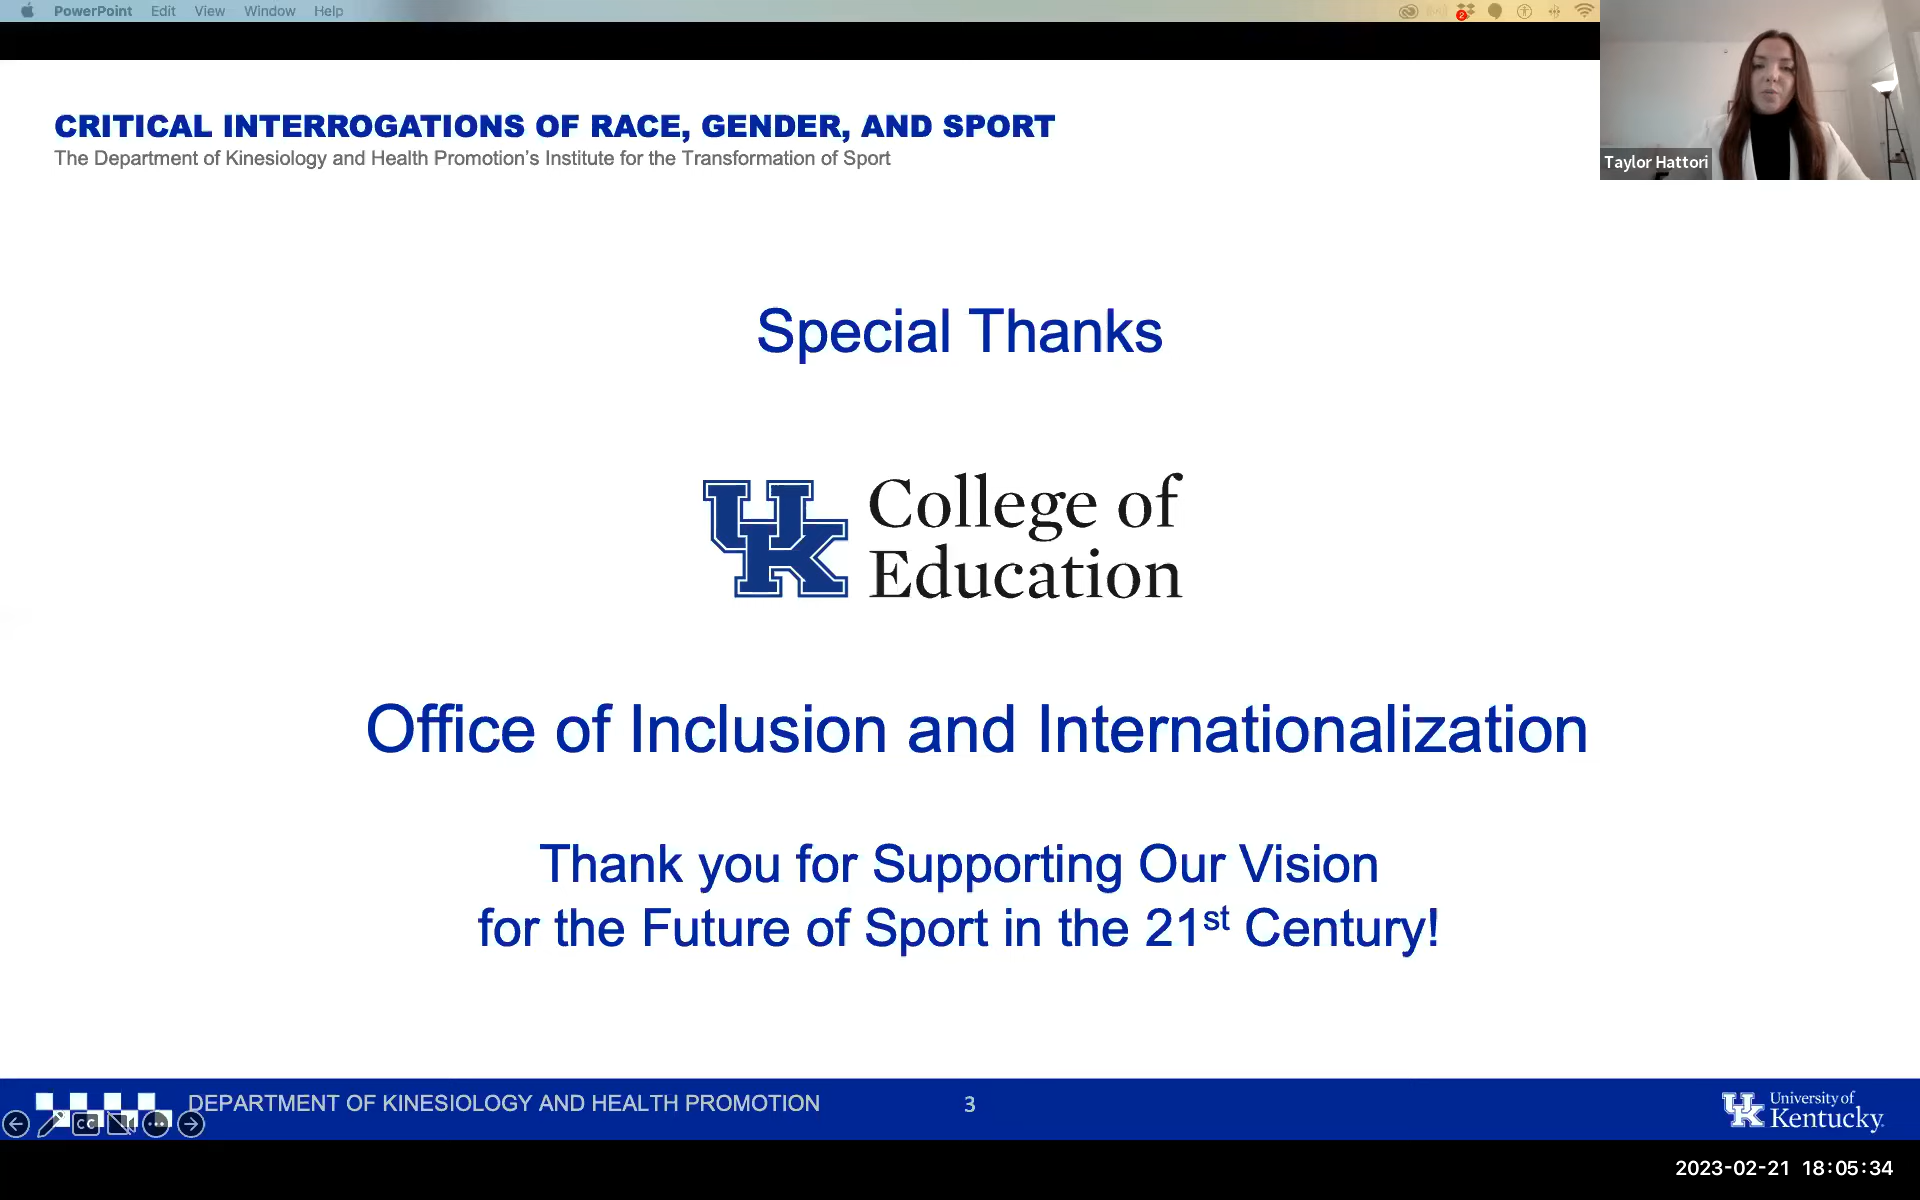 PowerPoint Edit View Window Help
2
CRITICAL INTERROGATIONS OF RACE, GENDER, AND SPORT
The Department of Kinesiology and Health Promotion's Institute for the Transformation of Sport
Taylor Hattori
Special Thanks
UK College of
Education
Office of Inclusion and Internationalization
Thank you for Supporting Our Vision
for the Future of Sport in the 21st Century!
DEPARTMENT OF KINESIOLOGY AND HEALTH PROMOTION
3
CC
UK University of
Kentucky.
2023-02-21 18:05:34